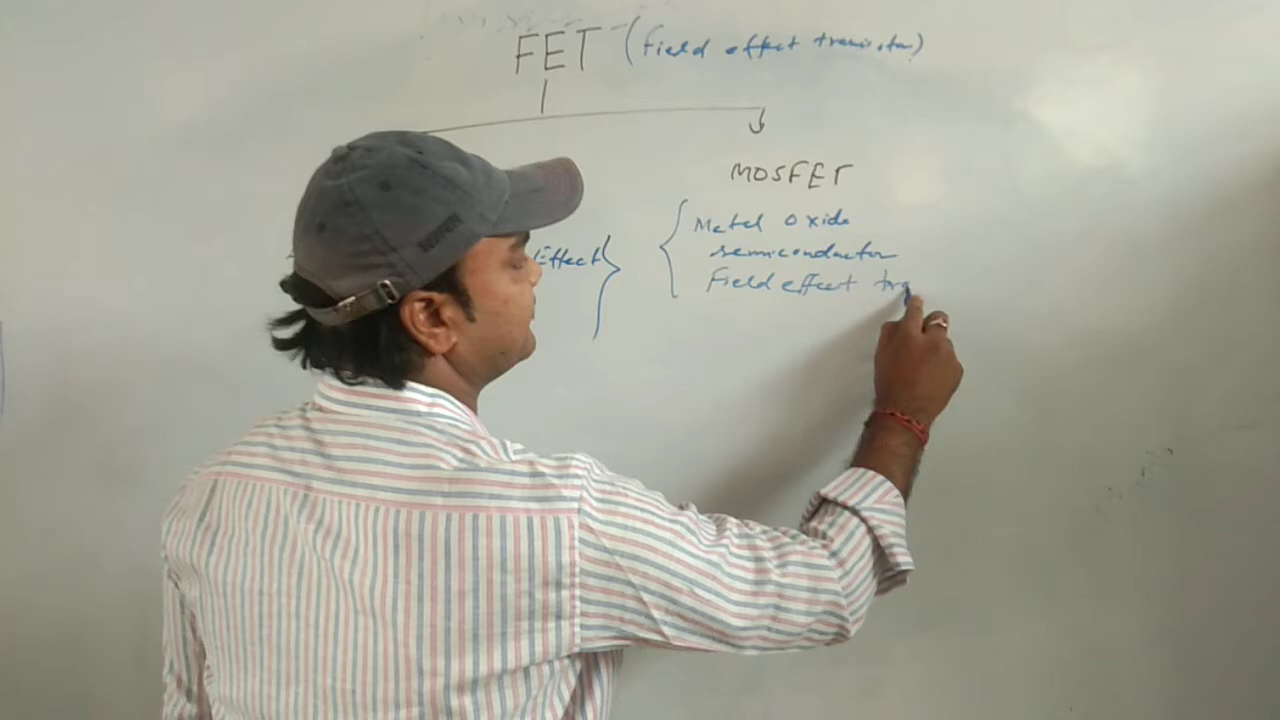 FET (Field effect transistor)
MOSFET
Effect
Metal Oxide
semiconductor
Field effect tra